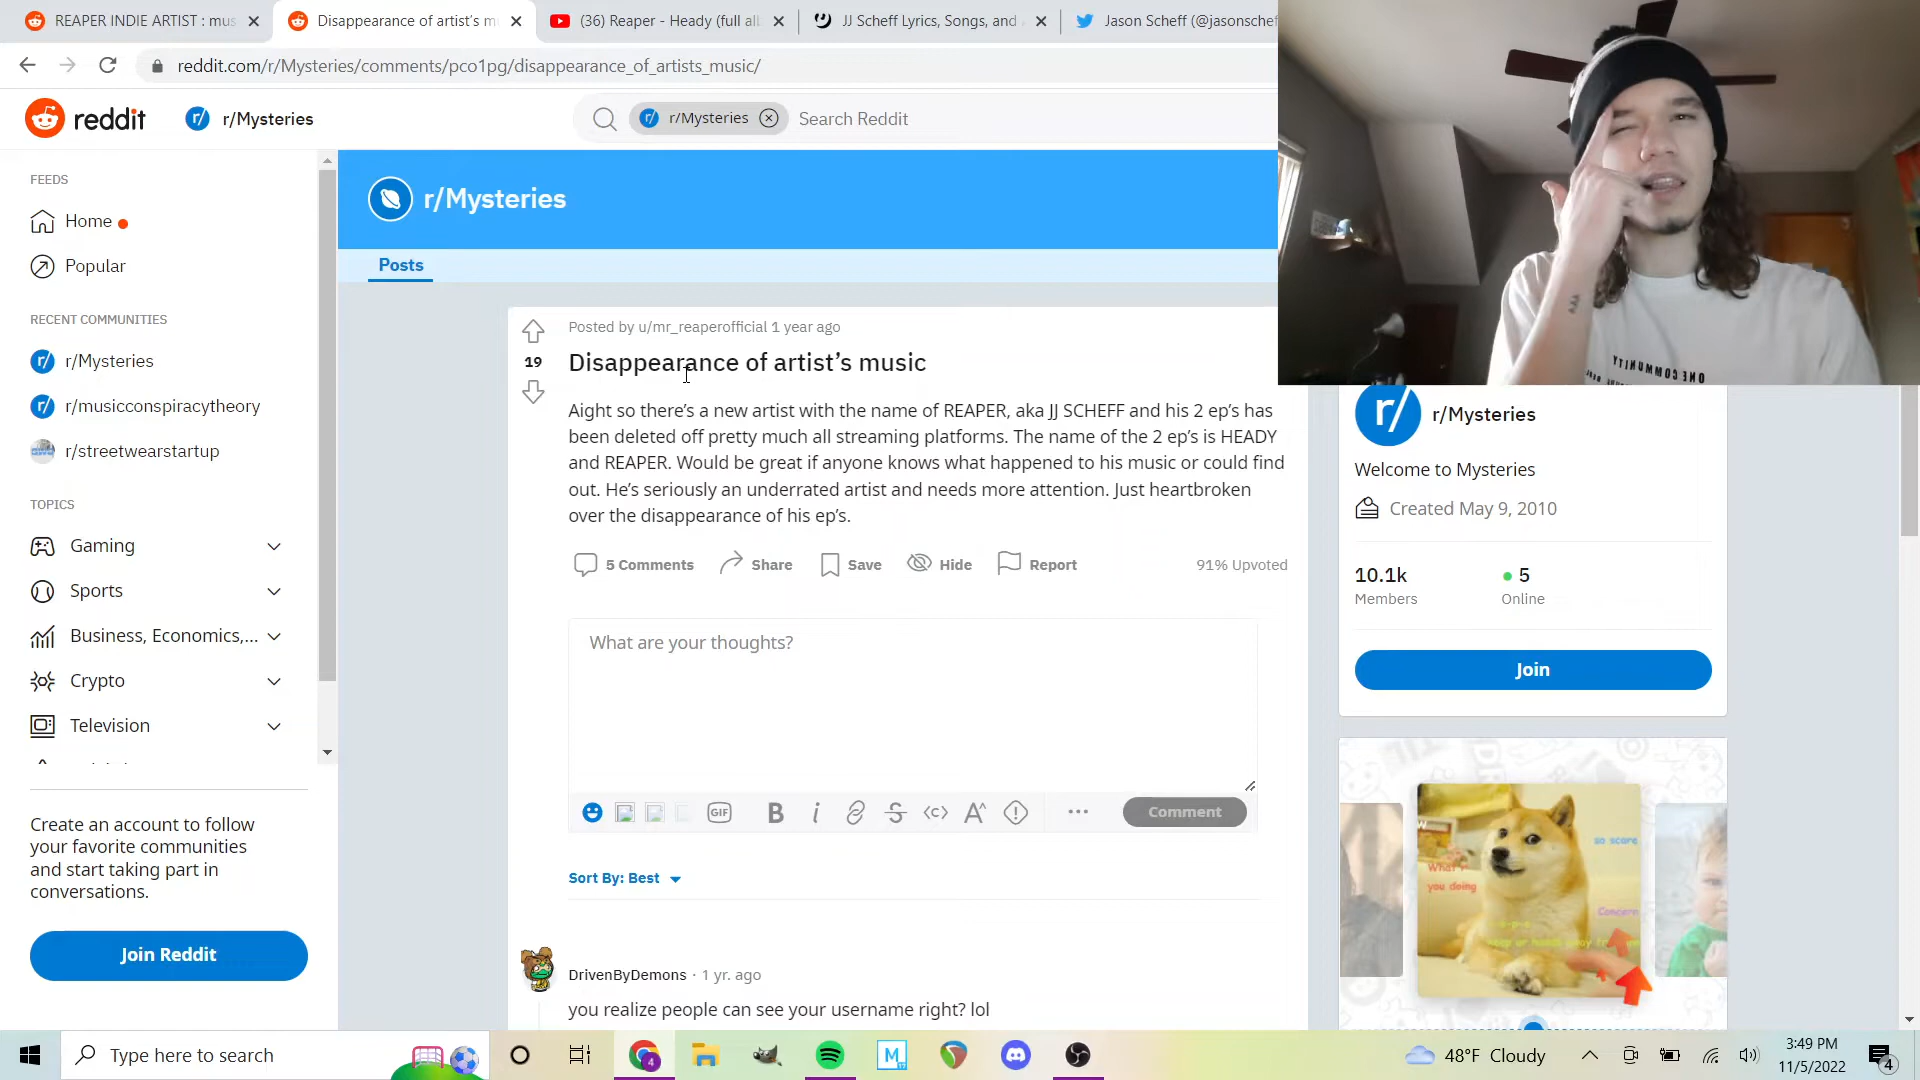 REAPER INDIE ARTIST : mus
Disappearance of artist's m
(36) Reaper - Heady (full alb
JJ Scheff Lyrics, Songs, and
Jason Scheff (@jasonschef
reddit.com/r/Mysteries/comments/pco1pg/disappearance_of_artists_music/
reddit
r/Mysteries
r/Mysteries
Search Reddit
FEEDS
Home
Popular
RECENT COMMUNITIES
r/Mysteries
r/musicconspiracytheory
r/streetwearstartup
TOPICS
Gaming
Sports
Business, Economics,...
Crypto
Television
Create an account to follow
your favorite communities
and start taking part in
conversations.
Join Reddit
r/Mysteries
Posts
Posted by u/mr_reaperofficial 1 year ago
19
Disappearance of artist's music
Aight so there's a new artist with the name of REAPER, aka JJ SCHEFF and his 2 ep's has
been deleted off pretty much all streaming platforms. The name of the 2 ep's is HEADY
and REAPER. Would be great if anyone knows what happened to his music or could find
out. He's seriously an underrated artist and needs more attention. Just heartbroken
over the disappearance of his ep's.
5 Comments
Share
Save
Hide
Report
91% Upvoted
What are your thoughts?
GIF
Comment
Sort By: Best
DrivenByDemons · 1 yr. ago
you realize people can see your username right? lol
ONE COMMUNITY
r/
r/Mysteries
Welcome to Mysteries
Created May 9, 2010
10.1k
Members
5
Online
Join
so scare
What r
you doing
Concern
Type here to search
48°F Cloudy
3:49 PM
11/5/2022
4